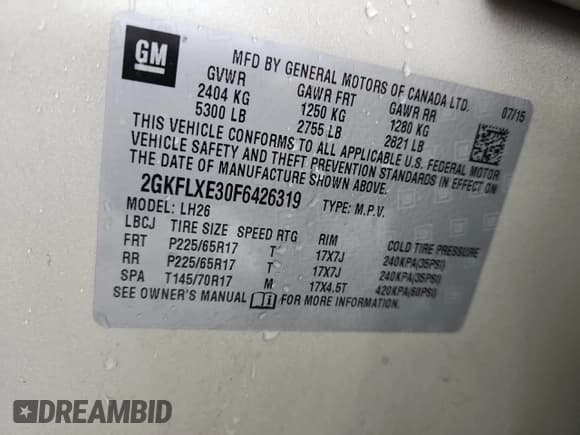 GM
MFD BY GENERAL MOTORS OF CANADA LTD.
GVWR GAWR FRT GAWR RR 07/15
2404 KG 1250 KG 1280 KG
5300 LB 2755 LB 2821 LB
THIS VEHICLE CONFORMS TO ALL APPLICABLE U.S. FEDERAL MOTOR
VEHICLE SAFETY AND THEFT PREVENTION STANDARDS IN EFFECT ON
THE DATE OF MANUFACTURE SHOWN ABOVE.
2GKFLXE30F6426319 TYPE: M.P.V.
MODEL: LH26
LBCJ TIRE SIZE SPEED RTG RIM COLD TIRE PRESSURE
FRT P225/65R17 T 17X7J 240KPA(35PSI)
RR P225/65R17 T 17X7J 240KPA(35PSI)
SPA T145/70R17 M 17X4.5T 420KPA(60PSI)
SEE OWNER'S MANUAL FOR MORE INFORMATION.
DREAMBID